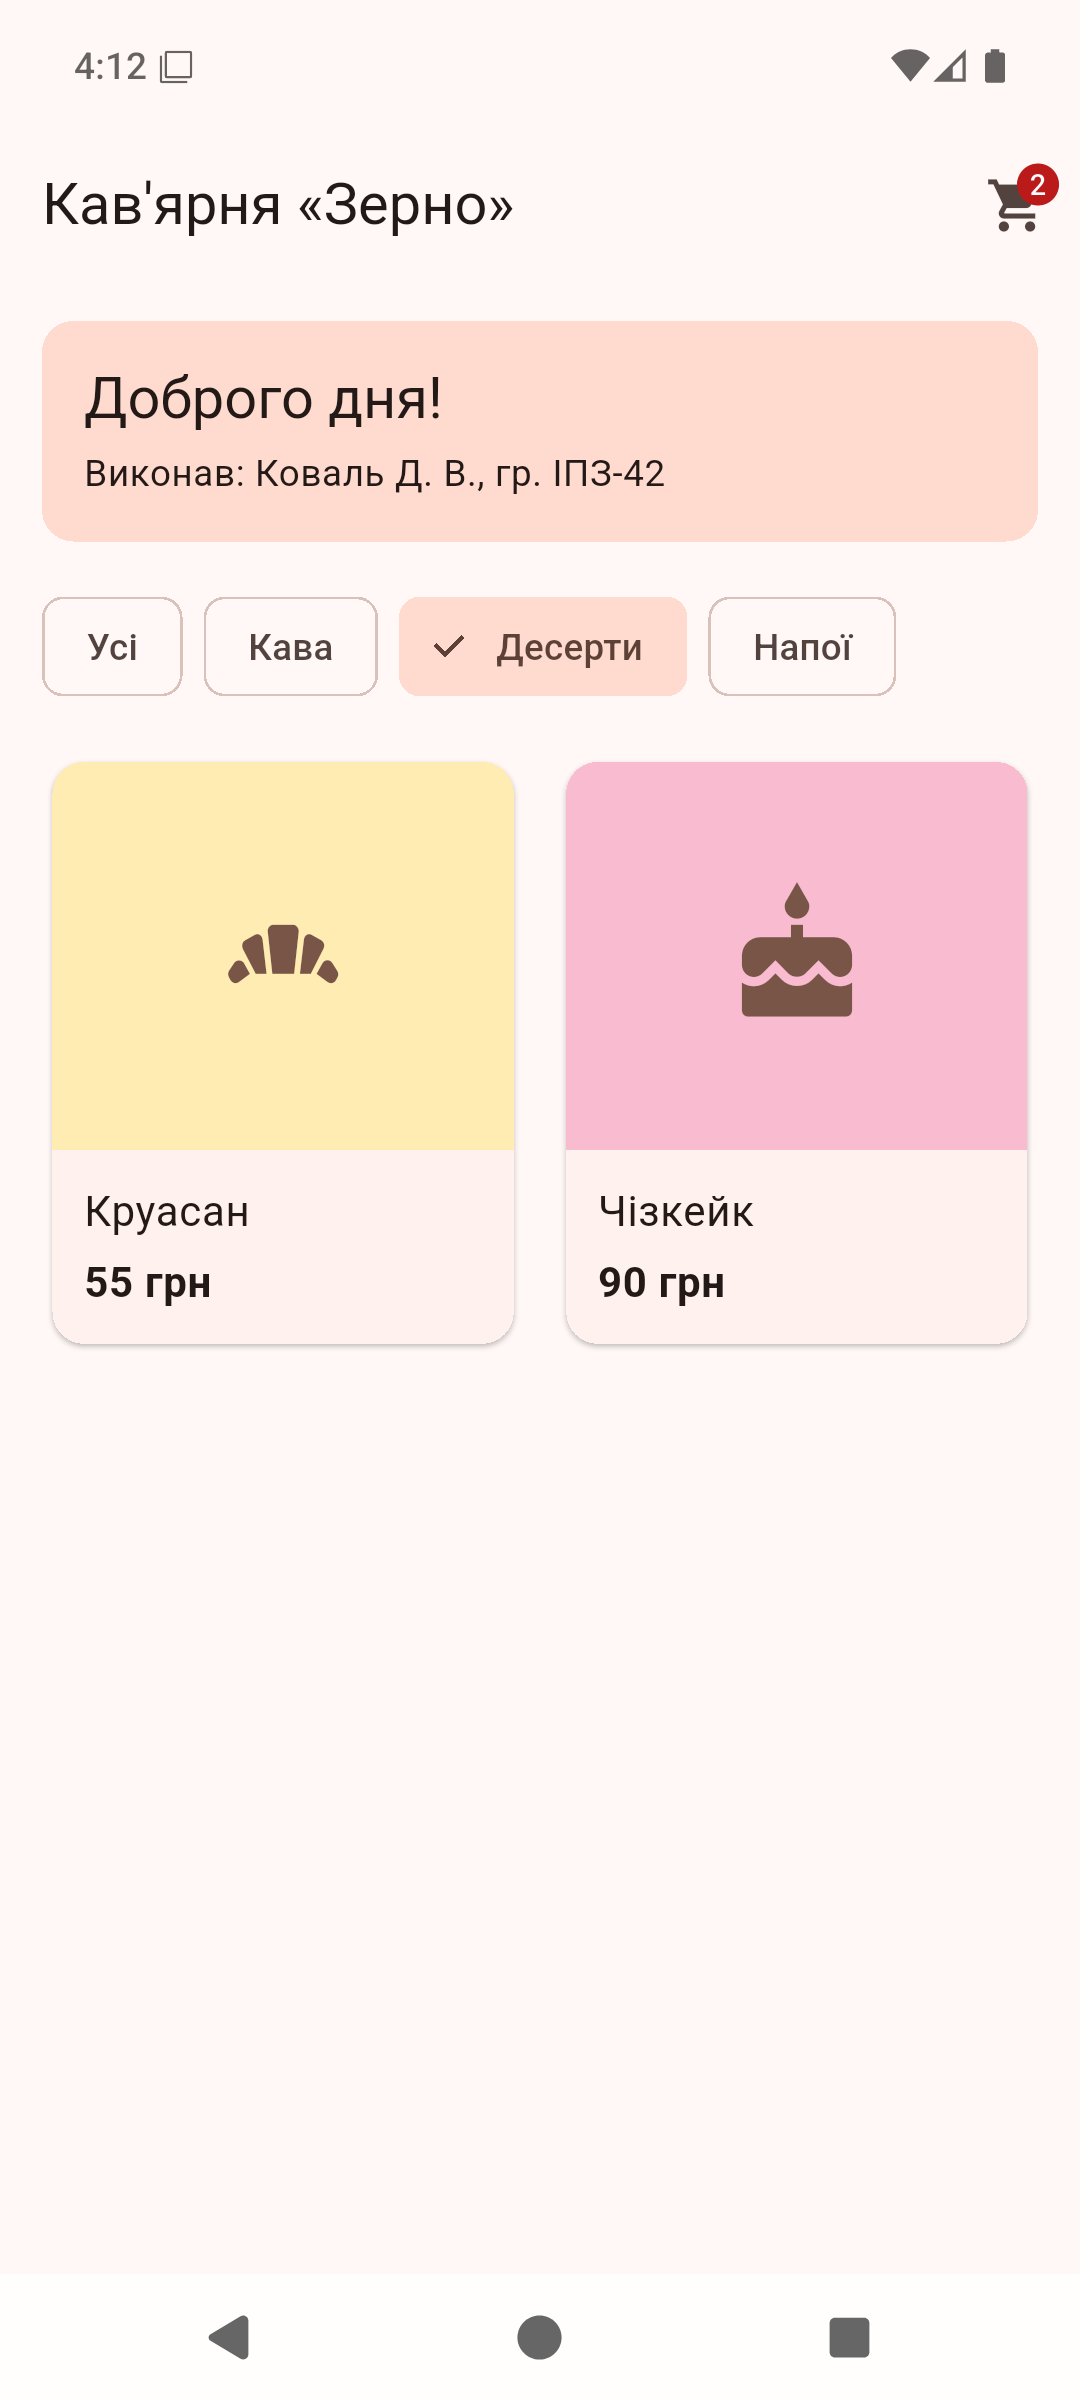 4:12
Кав'ярня «Зерно»
2
Доброго дня!
Виконав: Коваль Д. В., гр. ІПЗ-42
Усі
Кава
Десерти
Напої
Круасан
55 грн
Чізкейк
90 грн